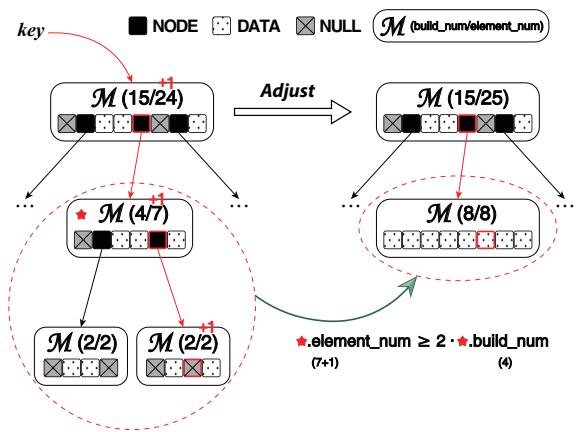 key
NODE DATA NULL ℳ (build_num/element_num)
+1
ℳ (15/24)
Adjust
ℳ (15/25)
... ... ... ...
+1
★ ℳ (4/7)
ℳ (8/8)
+1
ℳ (2/2) ℳ (2/2)
★.element_num ≥ 2 · ★.build_num
(7+1) (4)